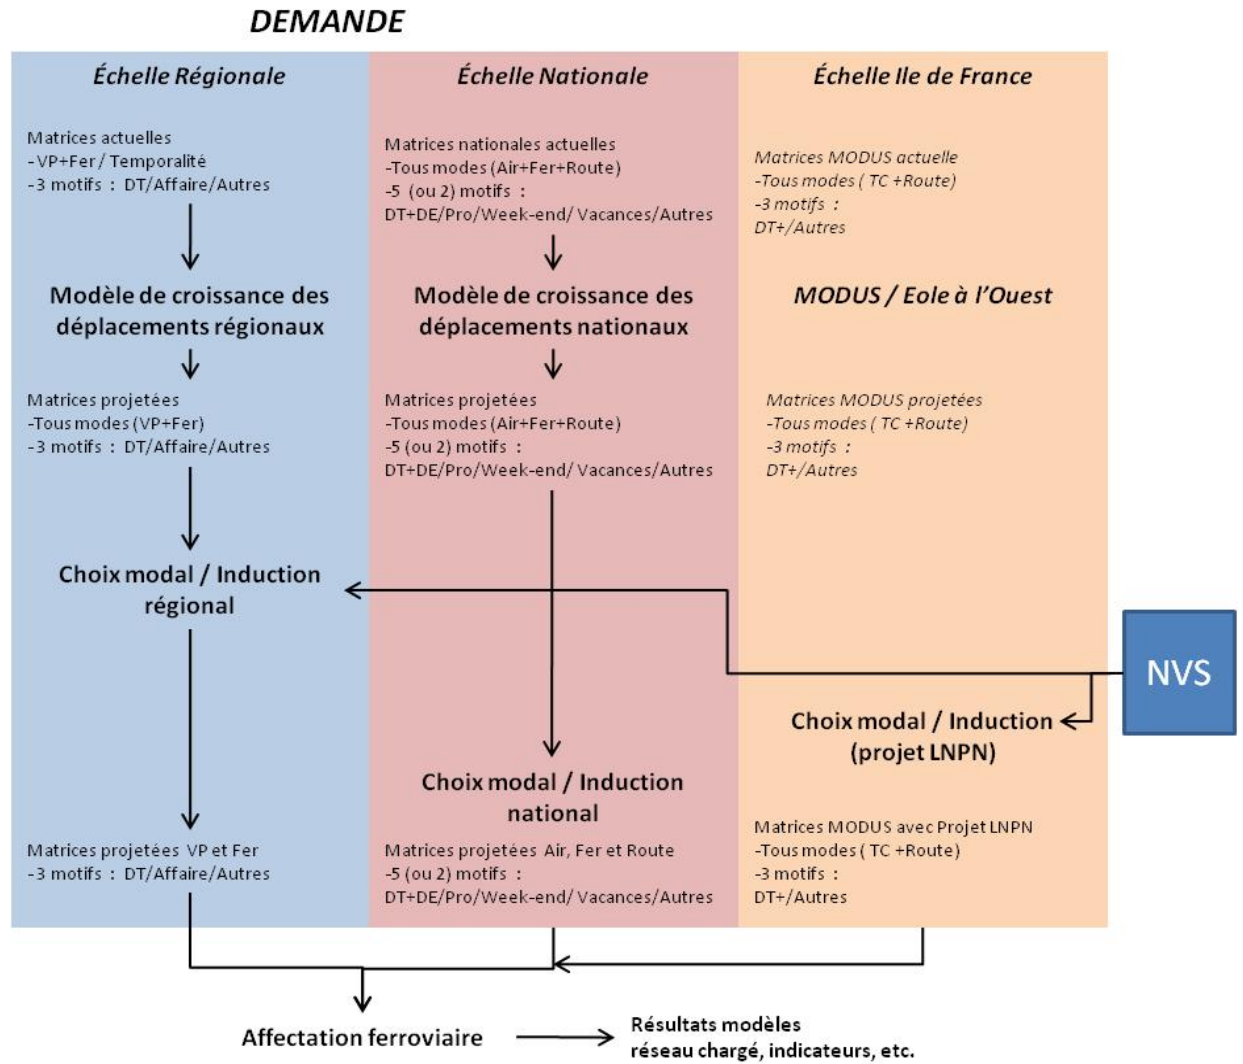 DEMANDE
Échelle Régionale
Matrices actuelles
-VP+Fer / Temporalité
-3 motifs : DT/Affaire/Autres
Modèle de croissance des
déplacements régionaux
Matrices projetées
-Tous modes (VP+Fer)
-3 motifs : DT/Affaire/Autres
Choix modal / Induction
régional
Matrices projetées VP et Fer
-3 motifs : DT/Affaire/Autres
Échelle Nationale
Matrices nationales actuelles
-Tous modes (Air+Fer+Route)
-5 (ou 2) motifs :
DT+DE/Pro/Week-end/ Vacances/Autres
Modèle de croissance des
déplacements nationaux
Matrices projetées
-Tous modes (Air+Fer+Route)
-5 (ou 2) motifs :
DT+DE/Pro/Week-end/ Vacances/Autres
Choix modal / Induction
national
Matrices projetées Air, Fer et Route
-5 (ou 2) motifs :
DT+DE/Pro/Week-end/ Vacances/Autres
Échelle Ile de France
Matrices MODUS actuelle
-Tous modes ( TC +Route)
-3 motifs :
DT+/Autres
MODUS / Eole à l'Ouest
Matrices MODUS projetées
-Tous modes ( TC +Route)
-3 motifs :
DT+/Autres
Choix modal / Induction
(projet LNPN)
Matrices MODUS avec Projet LNPN
-Tous modes ( TC +Route)
-3 motifs :
DT+/Autres
NVS
Affectation ferroviaire
Résultats modèles
réseau chargé, indicateurs, etc.